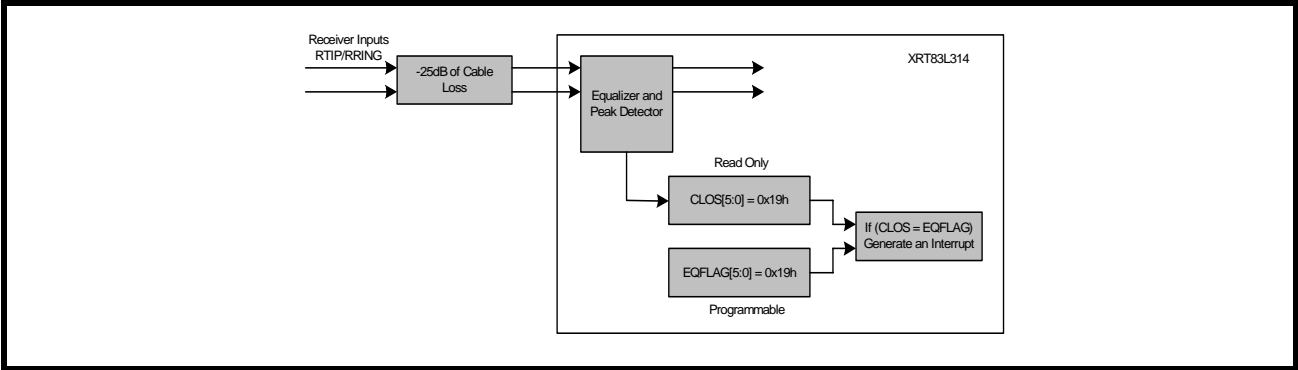 Receiver Inputs
RTIP/RRING
-25dB of Cable
Loss
XRT83L314
Equalizer and
Peak Detector
Read Only
CLOS[5:0] = 0x19h
If (CLOS = EQFLAG)
Generate an Interrupt
EQFLAG[5:0] = 0x19h
Programmable